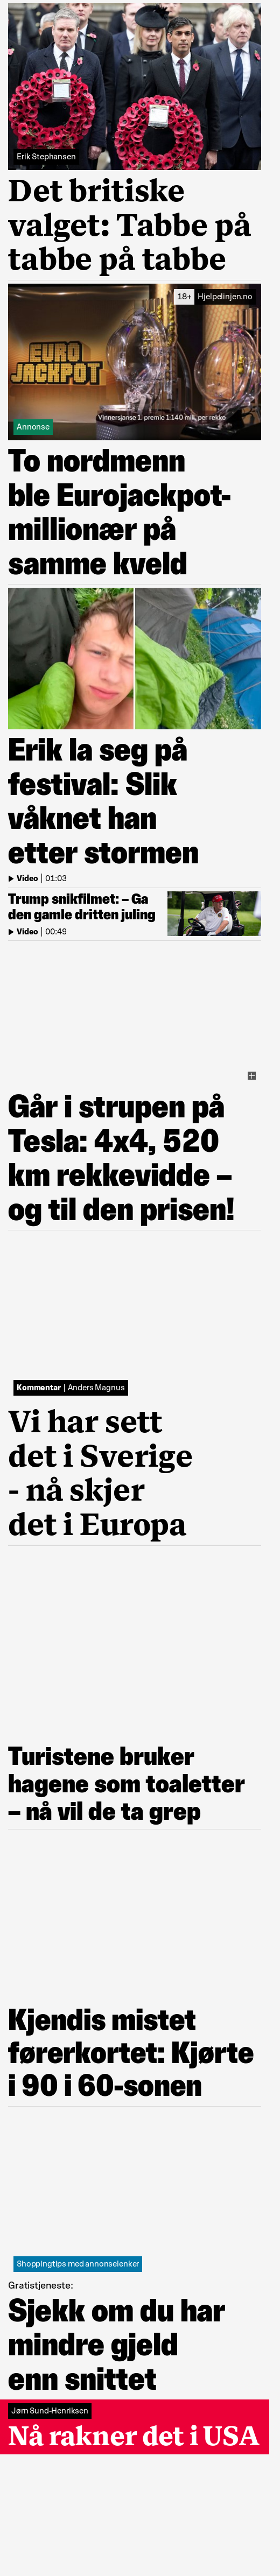 Erik Stephansen
Det britiske
valget: Tabbe på
tabbe på tabbe
18+ Hjelpelinjen.no
EURO
JACKPOT
Vinnersjanse 1. premie 1:140 mill. per rekke
Annonse
To nordmenn
ble Eurojackpot-
millionær på
samme kveld
Erik la seg på
festival: Slik
våknet han
etter stormen
Video | 01:03
Trump snikfilmet: – Ga
den gamle dritten juling
Video | 00:49
Går i strupen på
Tesla: 4x4, 520
km rekkevidde –
og til den prisen!
Kommentar | Anders Magnus
Vi har sett
det i Sverige
- nå skjer
det i Europa
Turistene bruker
hagene som toaletter
– nå vil de ta grep
Kjendis mistet
førerkortet: Kjørte
i 90 i 60-sonen
Shoppingtips med annonselenker
Gratistjeneste:
Sjekk om du har
mindre gjeld
enn snittet
Jørn Sund-Henriksen
Nå rakner det i USA